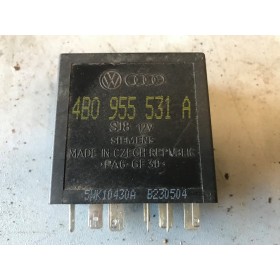 4B0 955 531 A
12V
SIEMENS
MADE IN CZECH REPUBLIC
>PA6-GF30<
5WK10430A B230504